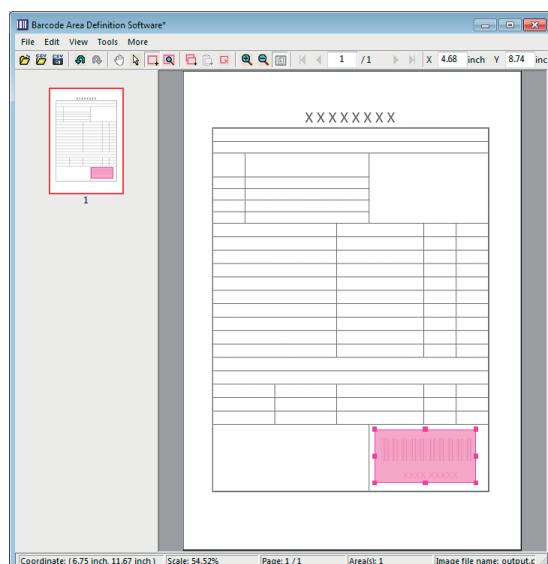 Barcode Area Definition Software*
File Edit View Tools More
1 /1 X 4.68 inch Y 8.74 inc
XXXXXXXX
1
XXXX XXXXX
Coordinate: ( 6.75 inch, 11.67 inch ) Scale: 54.52% Page: 1 / 1 Area(s): 1 Image file name: output.c